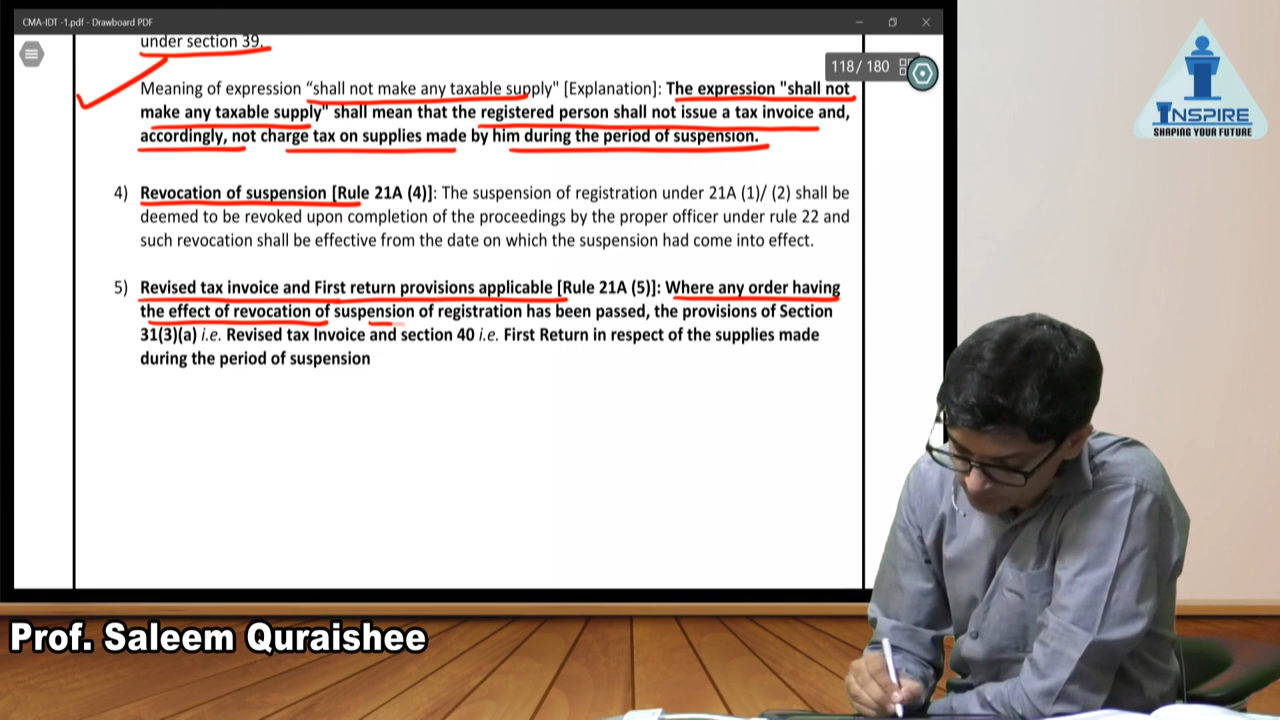 CMA-IDT -1.pdf - Drawboard PDF
under section 39.
118 / 180
Meaning of expression “shall not make any taxable supply" [Explanation]: The expression "shall not
make any taxable supply" shall mean that the registered person shall not issue a tax invoice and,
accordingly, not charge tax on supplies made by him during the period of suspension.
4) Revocation of suspension [Rule 21A (4)]: The suspension of registration under 21A (1)/ (2) shall be
deemed to be revoked upon completion of the proceedings by the proper officer under rule 22 and
such revocation shall be effective from the date on which the suspension had come into effect.
5) Revised tax invoice and First return provisions applicable [Rule 21A (5)]: Where any order having
the effect of revocation of suspension of registration has been passed, the provisions of Section
31(3)(a) i.e. Revised tax Invoice and section 40 i.e. First Return in respect of the supplies made
during the period of suspension
INSPIRE
SHAPING YOUR FUTURE
Prof. Saleem Quraishee